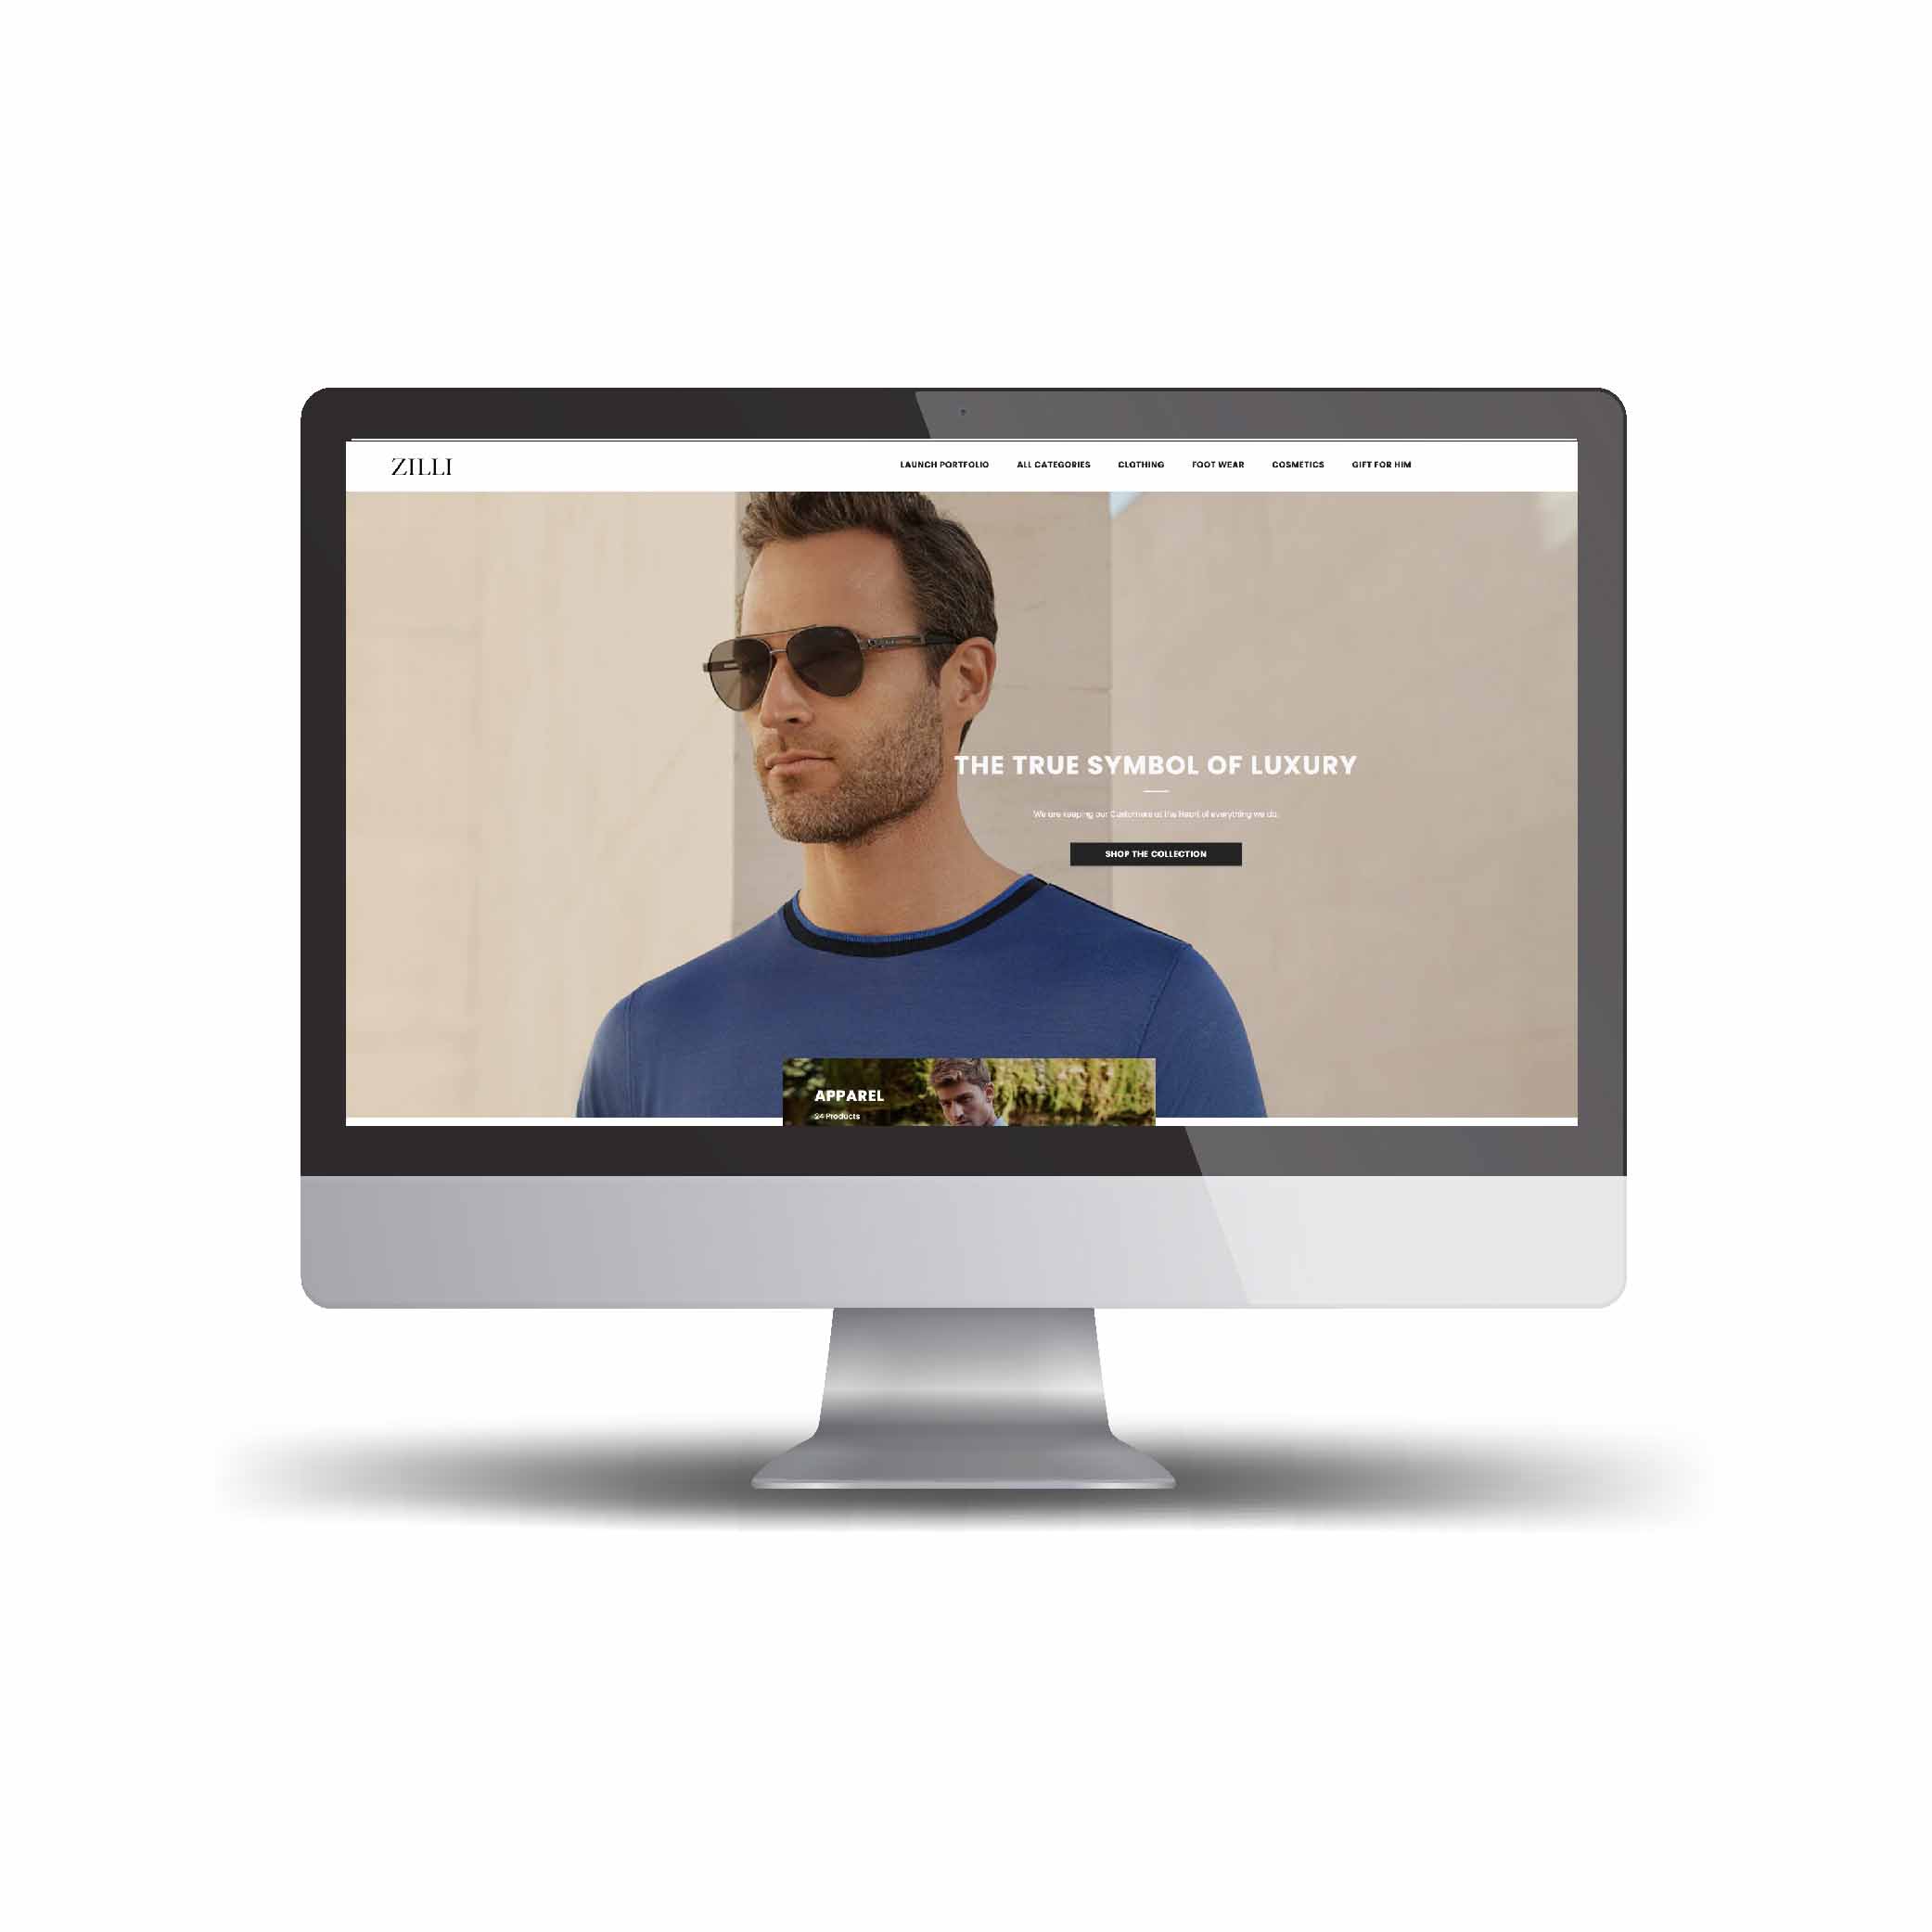 ZILLI
LAUNCH PORTFOLIO ALL CATEGORIES CLOTHING FOOT WEAR COSMETICS GIFT FOR HIM
THE TRUE SYMBOL OF LUXURY
We are keeping our Customers at the Heart of everything we do.
SHOP THE COLLECTION
APPAREL
24 Products